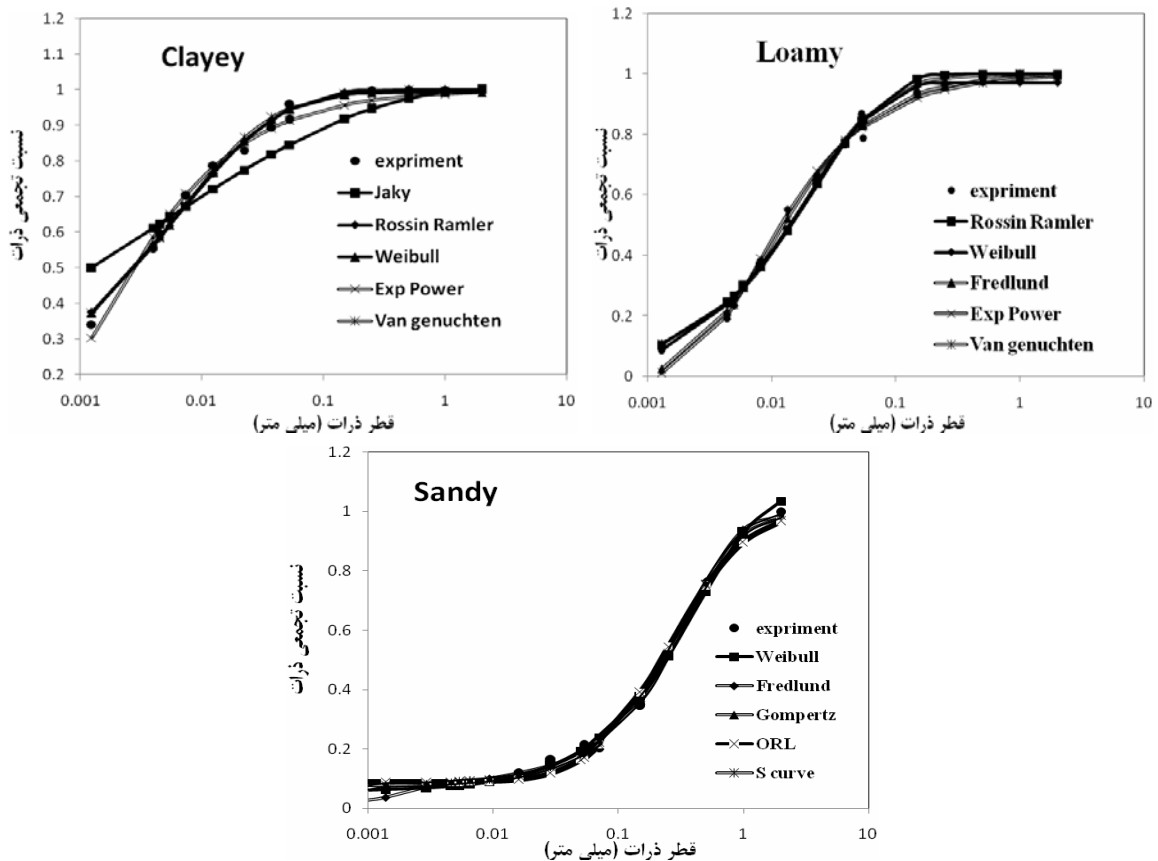 Clayey
1.2
1.1
1
0.9
0.8
0.7
0.6
0.5
0.4
0.3
0.2
نسبت تجمعی ذرات
expriment
Jaky
Rossin Ramler
Weibull
Exp Power
Van genuchten
0.001
0.01
0.1
1
10
قطر ذرات (میلی متر)
Loamy
1.2
1
0.8
0.6
0.4
0.2
0
نسبت تجمعی ذرات
expriment
Rossin Ramler
Weibull
Fredlund
Exp Power
Van genuchten
0.001
0.01
0.1
1
10
قطر ذرات (میلی متر)
Sandy
1.2
1
0.8
0.6
0.4
0.2
0
نسبت تجمعی ذرات
expriment
Weibull
Fredlund
Gompertz
ORL
S curve
0.001
0.01
0.1
1
10
قطر ذرات (میلی متر)